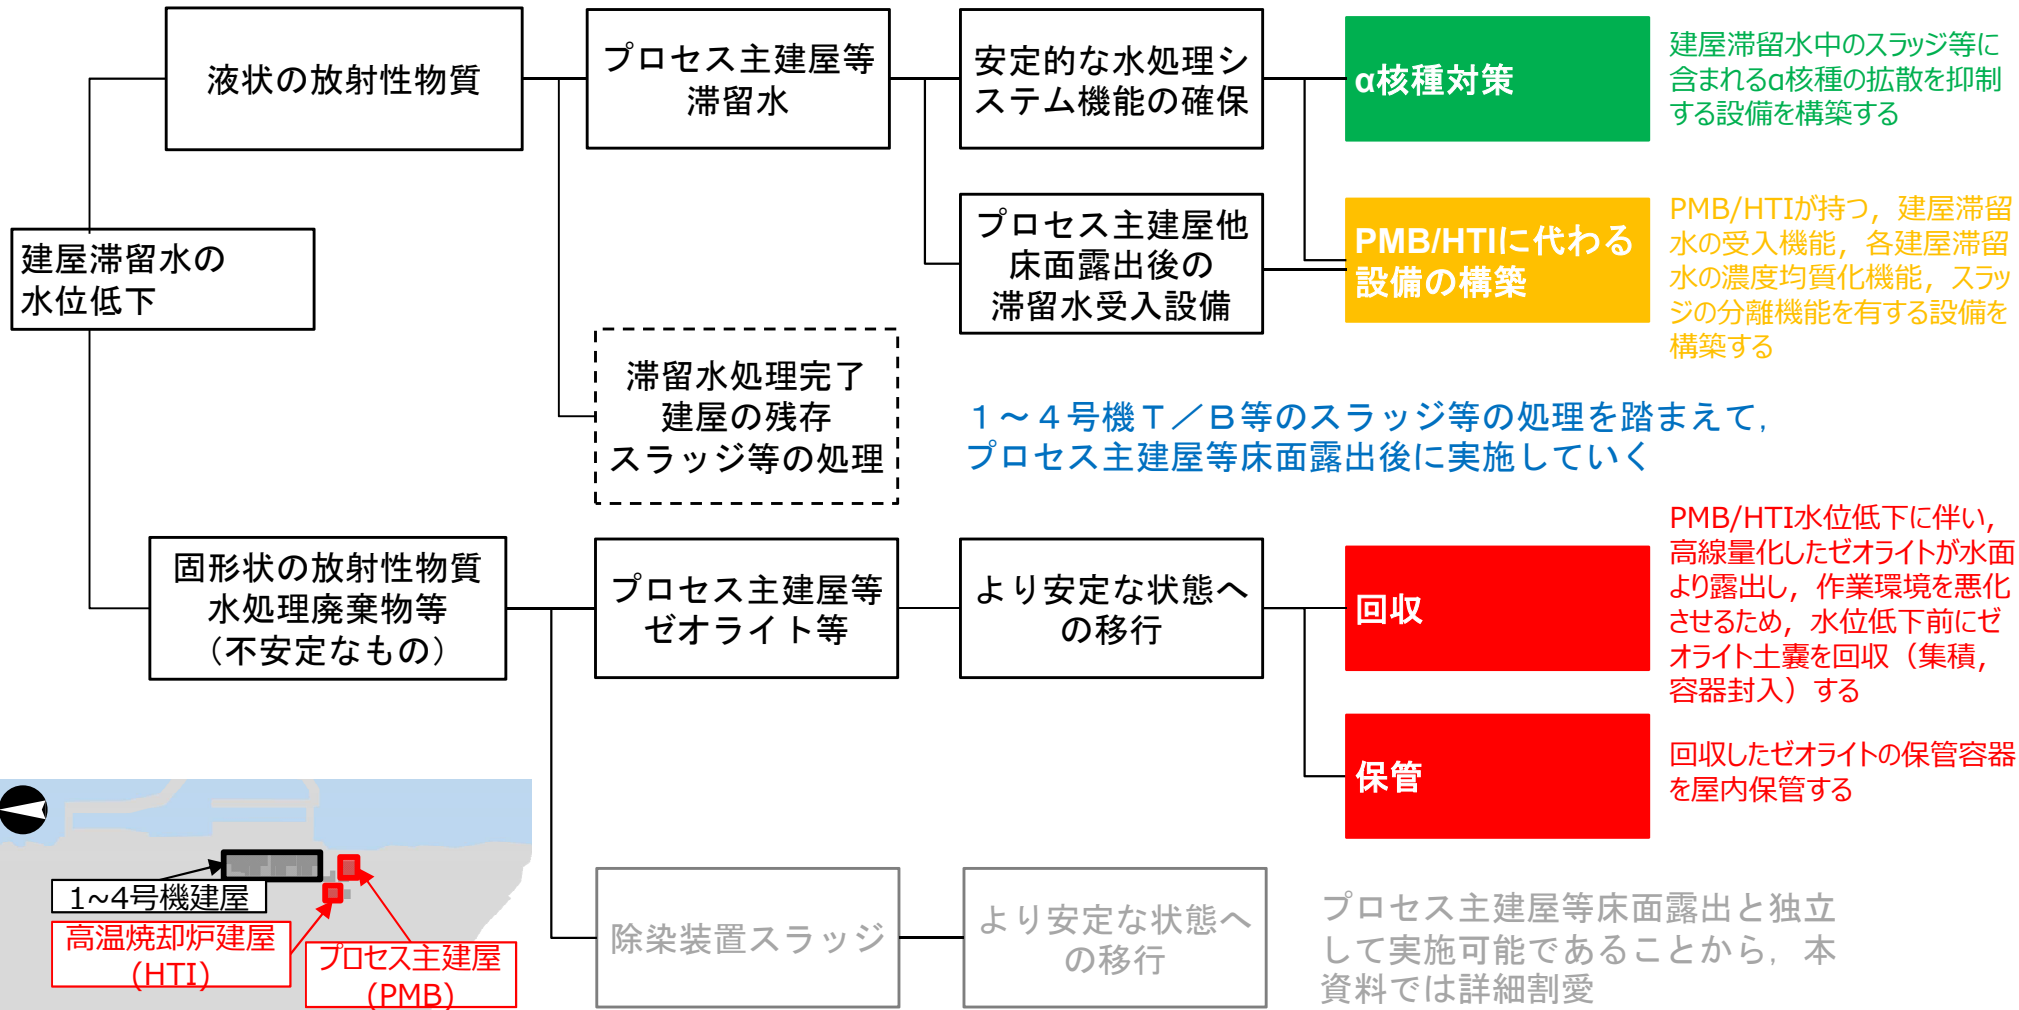 液状の放射性物質
プロセス主建屋等
滞留水
安定的な水処理シ
ステム機能の確保
α核種対策
建屋滞留水中のスラッジ等に
含まれるα核種の拡散を抑制
する設備を構築する
建屋滞留水の
水位低下
プロセス主建屋他
床面露出後の
滞留水受入設備
PMB/HTIに代わる
設備の構築
PMB/HTIが持つ，建屋滞留
水の受入機能，各建屋滞留
水の濃度均質化機能，スラッ
ジの分離機能を有する設備を
構築する
滞留水処理完了
建屋の残存
スラッジ等の処理
１～４号機Ｔ／Ｂ等のスラッジ等の処理を踏まえて，
プロセス主建屋等床面露出後に実施していく
固形状の放射性物質
水処理廃棄物等
（不安定なもの）
プロセス主建屋等
ゼオライト等
より安定な状態へ
の移行
回収
PMB/HTI水位低下に伴い，
高線量化したゼオライトが水面
より露出し，作業環境を悪化
させるため，水位低下前にゼ
オライト土嚢を回収（集積，
容器封入）する
保管
回収したゼオライトの保管容器
を屋内保管する
除染装置スラッジ
より安定な状態へ
の移行
プロセス主建屋等床面露出と独立
して実施可能であることから，本
資料では詳細割愛
1~4号機建屋
高温焼却炉建屋
(HTI)
プロセス主建屋
(PMB)